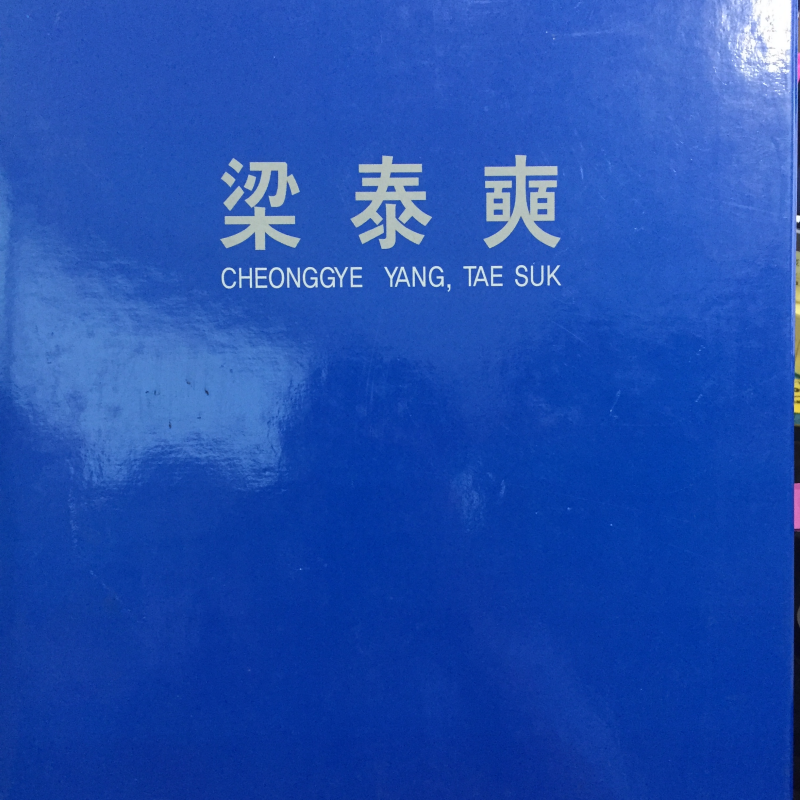 梁泰奭
CHEONGGYE YANG, TAE SUK